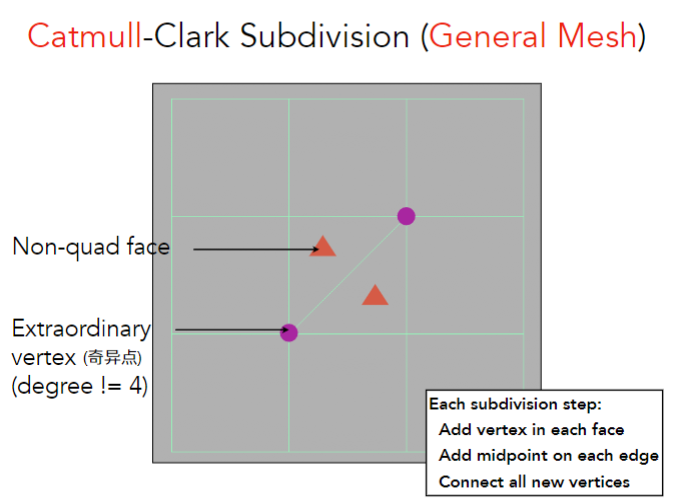 Catmull-Clark Subdivision (General Mesh)
Non-quad face
Extraordinary
vertex (奇异点)
(degree != 4)
Each subdivision step:
Add vertex in each face
Add midpoint on each edge
Connect all new vertices